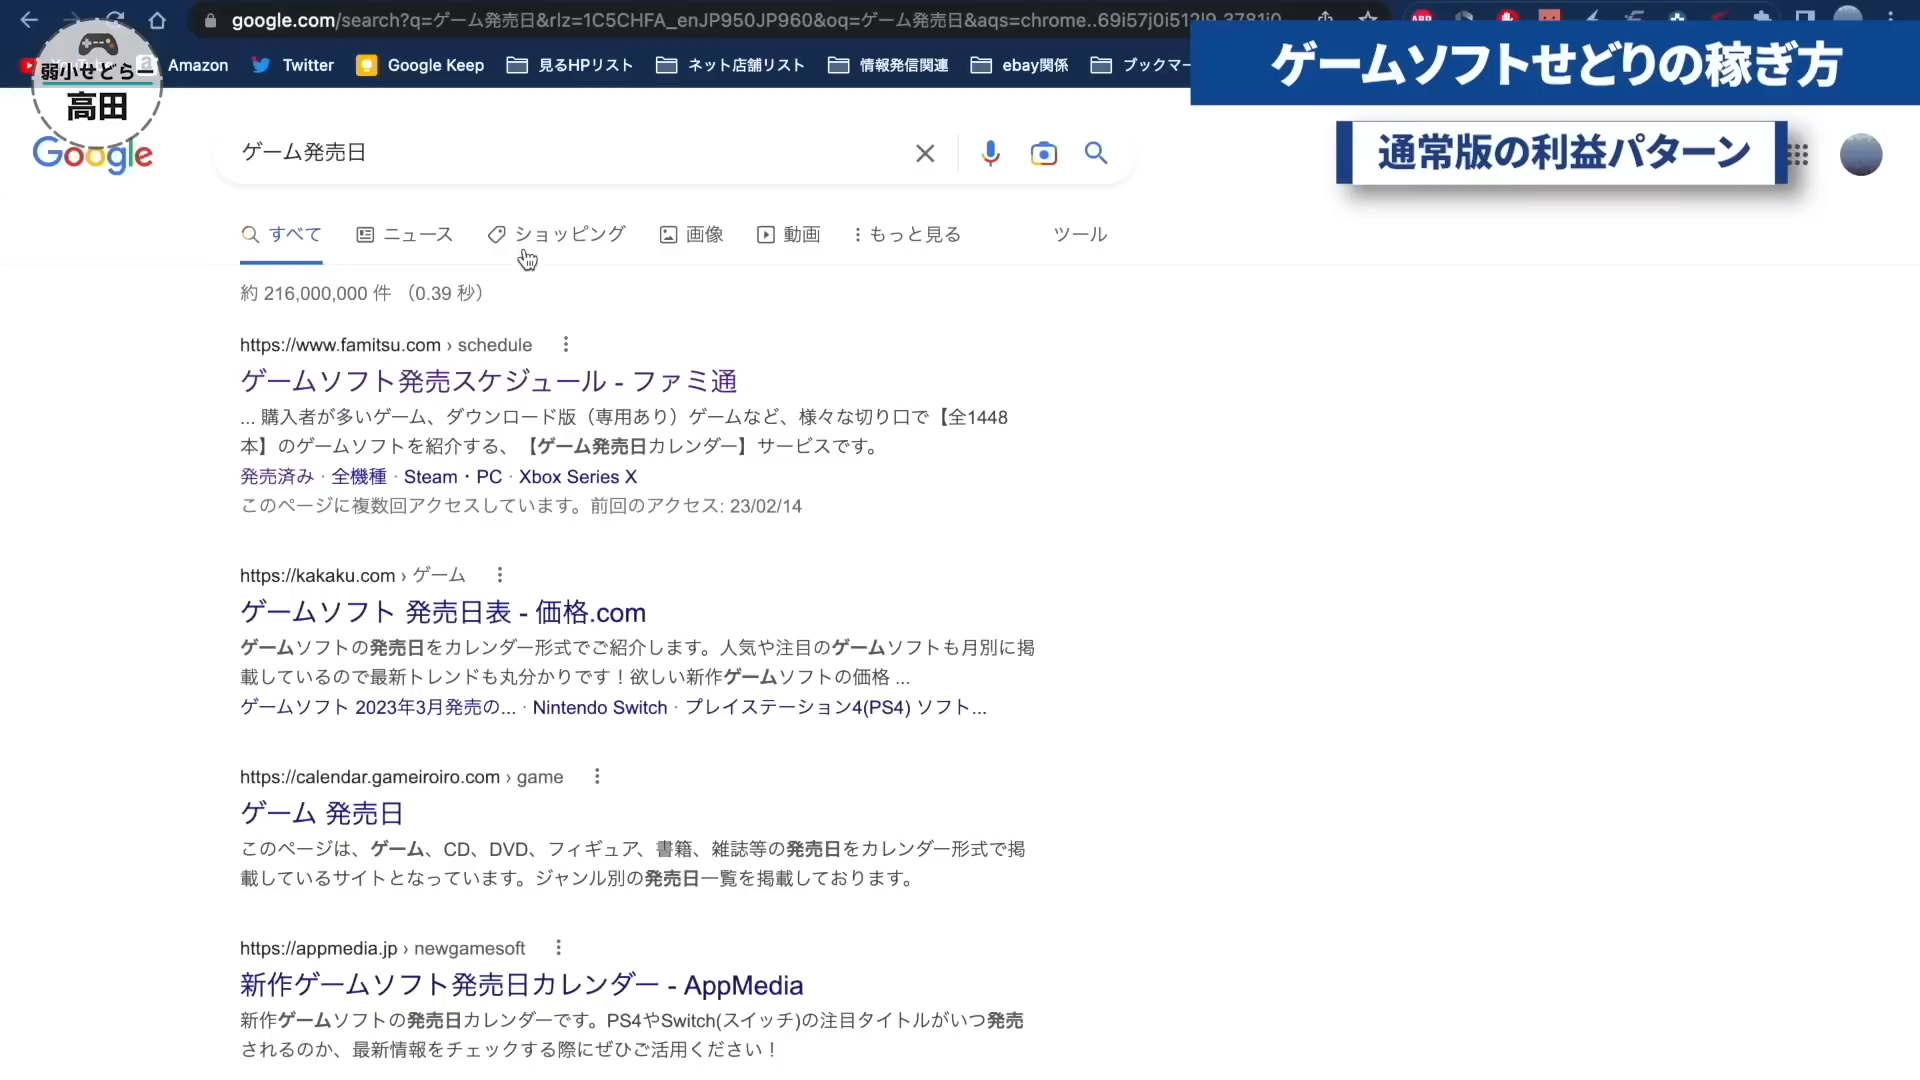 google.com/search?q=ゲーム発売日&rlz=1C5CHFA_enJP950JP960&oq=ゲーム発売日&aqs=chrome..69i57j0i512l9.3781j0
Amazon
Twitter
Google Keep
見るHPリスト
ネット店舗リスト
情報発信関連
ebay関係
ブックマー
ゲームソフトせどりの稼ぎ方
通常版の利益パターン
弱小せどらー
高田
Google
ゲーム発売日
すべて
ニュース
ショッピング
画像
動画
もっと見る
ツール
約 216,000,000 件 （0.39 秒）
https://www.famitsu.com › schedule
ゲームソフト発売スケジュール - ファミ通
... 購入者が多いゲーム、ダウンロード版（専用あり）ゲームなど、様々な切り口で【全1448
本】のゲームソフトを紹介する、【ゲーム発売日カレンダー】サービスです。
発売済み · 全機種 · Steam・PC · Xbox Series X
このページに複数回アクセスしています。前回のアクセス: 23/02/14
https://kakaku.com › ゲーム
ゲームソフト 発売日表 - 価格.com
ゲームソフトの発売日をカレンダー形式でご紹介します。人気や注目のゲームソフトも月別に掲
載しているので最新トレンドも丸分かりです！欲しい新作ゲームソフトの価格 ...
ゲームソフト 2023年3月発売の... · Nintendo Switch · プレイステーション4(PS4) ソフト...
https://calendar.gameiroiro.com › game
ゲーム 発売日
このページは、ゲーム、CD、DVD、フィギュア、書籍、雑誌等の発売日をカレンダー形式で掲
載しているサイトとなっています。ジャンル別の発売日一覧を掲載しております。
https://appmedia.jp › newgamesoft
新作ゲームソフト発売日カレンダー - AppMedia
新作ゲームソフトの発売日カレンダーです。PS4やSwitch(スイッチ)の注目タイトルがいつ発売
されるのか、最新情報をチェックする際にぜひご活用ください！